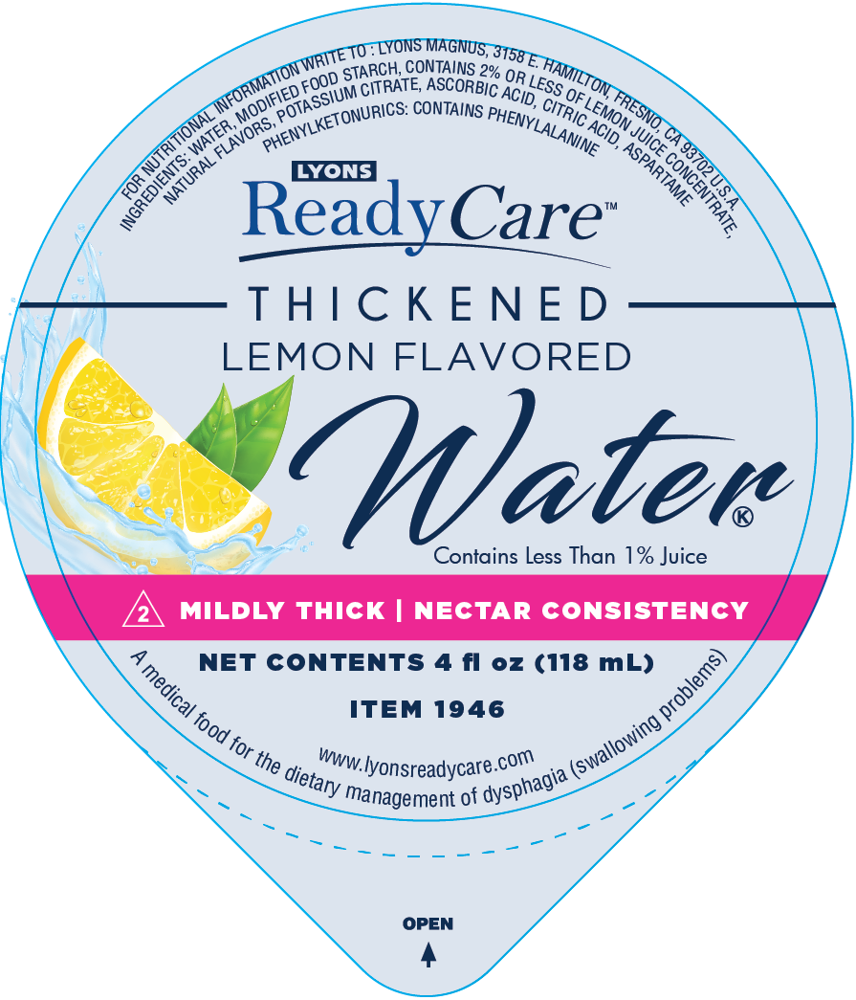 FOR NUTRITIONAL INFORMATION WRITE TO : LYONS MAGNUS, 3158 E. HAMILTON, FRESNO, CA 93702 U.S.A.
INGREDIENTS: WATER, MODIFIED FOOD STARCH, CONTAINS 2% OR LESS OF LEMON JUICE CONCENTRATE,
NATURAL FLAVORS, POTASSIUM CITRATE, ASCORBIC ACID, CITRIC ACID, ASPARTAME
PHENYLKETONURICS: CONTAINS PHENYLALANINE
LYONS
ReadyCare™
THICKENED
LEMON FLAVORED
Water
K
Contains Less Than 1% Juice
2 MILDLY THICK | NECTAR CONSISTENCY
NET CONTENTS 4 fl oz (118 mL)
ITEM 1946
www.lyonsreadycare.com
A medical food for the dietary management of dysphagia (swallowing problems)
OPEN